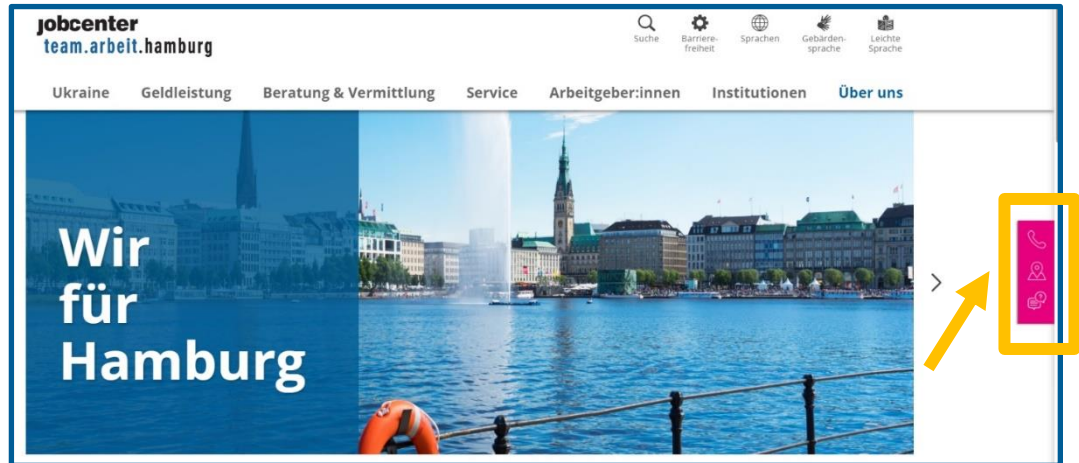 jobcenter
team.arbeit.hamburg
Suche
Barriere-
freiheit
Sprachen
Gebärden-
sprache
Leichte
Sprache
Ukraine Geldleistung Beratung & Vermittlung Service Arbeitgeber:innen Institutionen Über uns
Wir
für
Hamburg